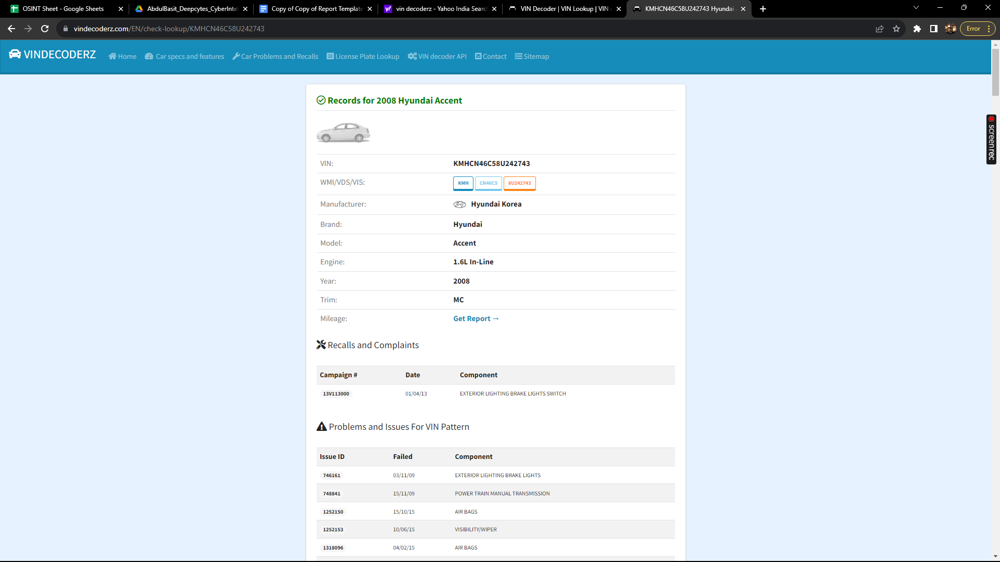 OSINT Sheet - Google Sheets
AbdulBasit_Deepcytes_CyberIntel
Copy of Copy of Report Template
vin decoderz - Yahoo India Search
VIN Decoder | VIN Lookup | VIN
KMHCN46C58U242743 Hyundai
vindecoderz.com/EN/check-lookup/KMHCN46C58U242743
Error
VINDECODERZ
Home
Car specs and features
Car Problems and Recalls
License Plate Lookup
VIN decoder API
Contact
Sitemap
Records for 2008 Hyundai Accent
VIN: KMHCN46C58U242743
WMI/VDS/VIS: KMH CN46C5 8U242743
Manufacturer: Hyundai Korea
Brand: Hyundai
Model: Accent
Engine: 1.6L In-Line
Year: 2008
Trim: MC
Mileage: Get Report →
Recalls and Complaints
Campaign # Date Component
13V113000 01/04/13 EXTERIOR LIGHTING BRAKE LIGHTS SWITCH
Problems and Issues For VIN Pattern
Issue ID Failed Component
746161 03/11/09 EXTERIOR LIGHTING BRAKE LIGHTS
748841 15/11/09 POWER TRAIN MANUAL TRANSMISSION
1252150 15/10/15 AIR BAGS
1252153 10/06/15 VISIBILITY/WIPER
1318096 04/02/15 AIR BAGS
screenrec